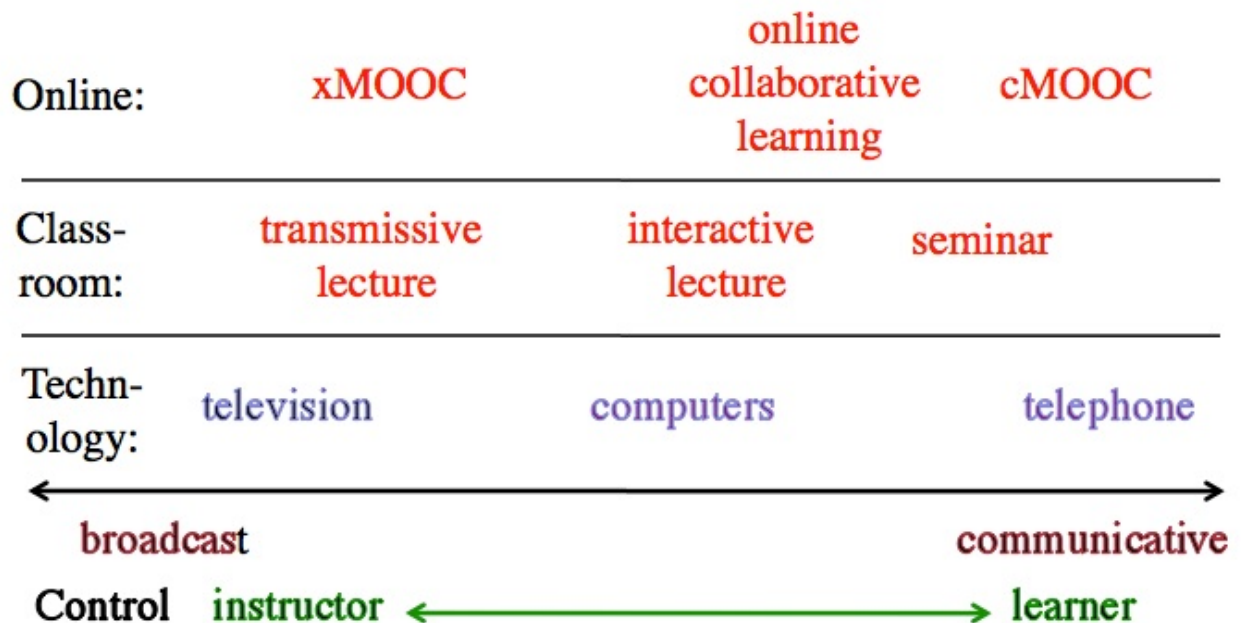 Online: xMOOC online collaborative learning cMOOC
Class-room: transmissive lecture interactive lecture seminar
Techn-ology: television computers telephone
broadcast communicative
Control instructor learner